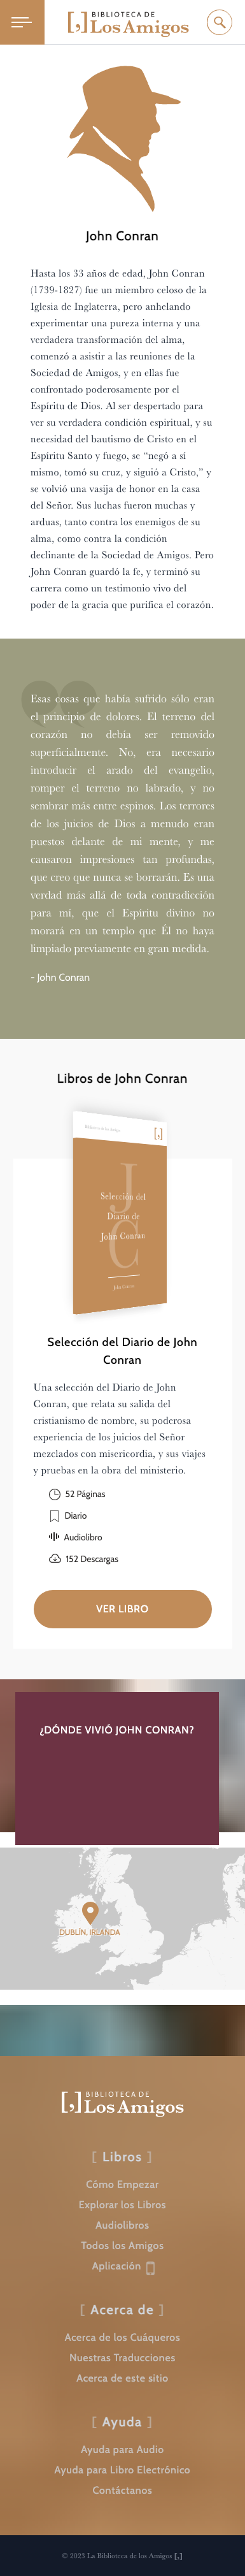 BIBLIOTECA DE
Los Amigos
John Conran
Hasta los 33 años de edad, John Conran
(1739-1827) fue un miembro celoso de la
Iglesia de Inglaterra, pero anhelando
experimentar una pureza interna y una
verdadera transformación del alma,
comenzó a asistir a las reuniones de la
Sociedad de Amigos, y en ellas fue
confrontado poderosamente por el
Espíritu de Dios. Al ser despertado para
ver su verdadera condición espiritual, y su
necesidad del bautismo de Cristo en el
Espíritu Santo y fuego, se “negó a sí
mismo, tomó su cruz, y siguió a Cristo,” y
se volvió una vasija de honor en la casa
del Señor. Sus luchas fueron muchas y
arduas, tanto contra los enemigos de su
alma, como contra la condición
declinante de la Sociedad de Amigos. Pero
John Conran guardó la fe, y terminó su
carrera como un testimonio vivo del
poder de la gracia que purifica el corazón.
Esas cosas que había sufrido sólo eran
el principio de dolores. El terreno del
corazón no debía ser removido
superficialmente. No, era necesario
introducir el arado del evangelio,
romper el terreno no labrado, y no
sembrar más entre espinos. Los terrores
de los juicios de Dios a menudo eran
puestos delante de mi mente, y me
causaron impresiones tan profundas,
que creo que nunca se borrarán. Es una
verdad más allá de toda contradicción
para mí, que el Espíritu divino no
morará en un templo que Él no haya
limpiado previamente en gran medida.
- John Conran
Libros de John Conran
Biblioteca de los Amigos
J
C
Selección del
Diario de
John Conran
John Conran
Selección del Diario de John
Conran
Una selección del Diario de John
Conran, que relata su salida del
cristianismo de nombre, su poderosa
experiencia de los juicios del Señor
mezclados con misericordia, y sus viajes
y pruebas en la obra del ministerio.
52 Páginas
Diario
Audiolibro
152 Descargas
VER LIBRO
¿DÓNDE VIVIÓ JOHN CONRAN?
DUBLÍN, IRLANDA
BIBLIOTECA DE
Los Amigos
[ Libros ]
Cómo Empezar
Explorar los Libros
Audiolibros
Todos los Amigos
Aplicación
[ Acerca de ]
Acerca de los Cuáqueros
Nuestras Traducciones
Acerca de este sitio
[ Ayuda ]
Ayuda para Audio
Ayuda para Libro Electrónico
Contáctanos
© 2023 La Biblioteca de los Amigos [,]